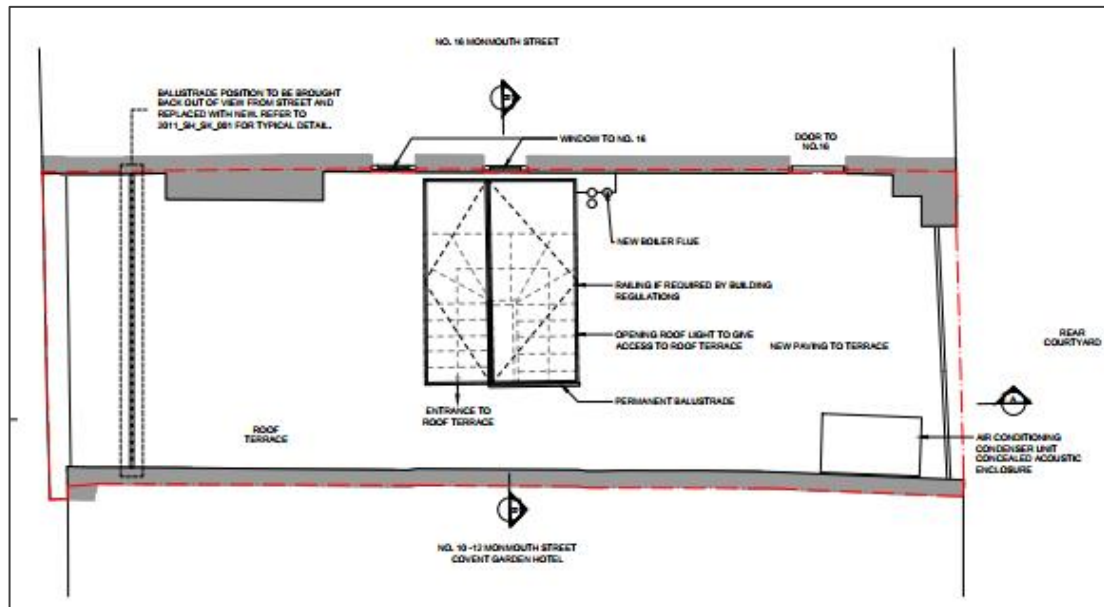 NO. 16 MONMOUTH STREET
BALUSTRADE POSITION TO BE BROUGHT
BACK OUT OF VIEW FROM STREET AND
REPLACED WITH NEW. REFER TO
2011_SH_SK_001 FOR TYPICAL DETAIL.
WINDOW TO NO. 16
DOOR TO
NO.16
NEW BOILER FLUE
RAILING IF REQUIRED BY BUILDING
REGULATIONS
OPENING ROOF LIGHT TO GIVE
ACCESS TO ROOF TERRACE
NEW PAVING TO TERRACE
REAR
COURTYARD
PERMANENT BALUSTRADE
ENTRANCE TO
ROOF TERRACE
ROOF
TERRACE
A
AIR CONDITIONING
CONDENSER UNIT
CONCEALED ACOUSTIC
ENCLOSURE
NO. 10 -12 MONMOUTH STREET
COVENT GARDEN HOTEL